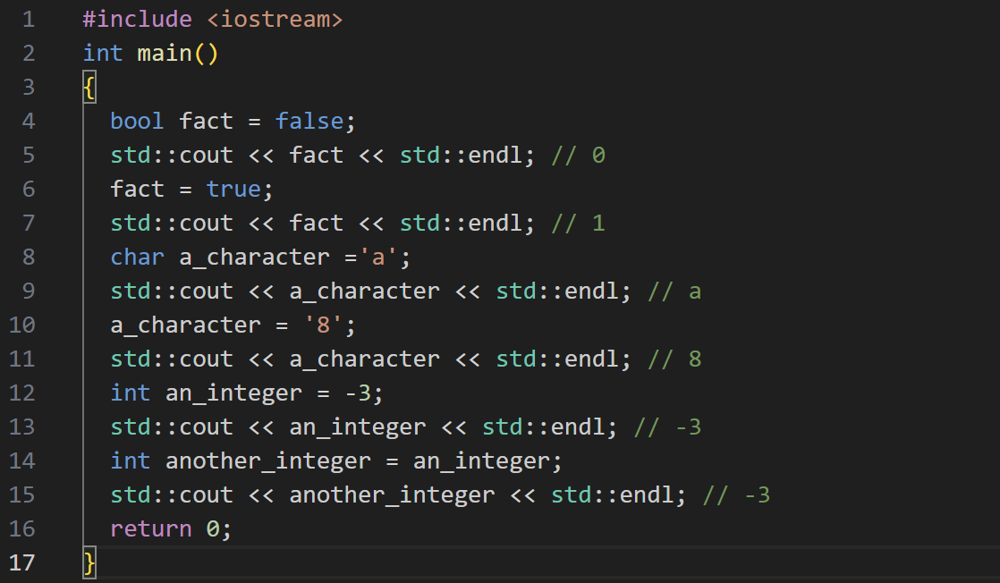 1 #include <iostream>
2 int main()
3 {
4 bool fact = false;
5 std::cout << fact << std::endl; // 0
6 fact = true;
7 std::cout << fact << std::endl; // 1
8 char a_character ='a';
9 std::cout << a_character << std::endl; // a
10 a_character = '8';
11 std::cout << a_character << std::endl; // 8
12 int an_integer = -3;
13 std::cout << an_integer << std::endl; // -3
14 int another_integer = an_integer;
15 std::cout << another_integer << std::endl; // -3
16 return 0;
17 }